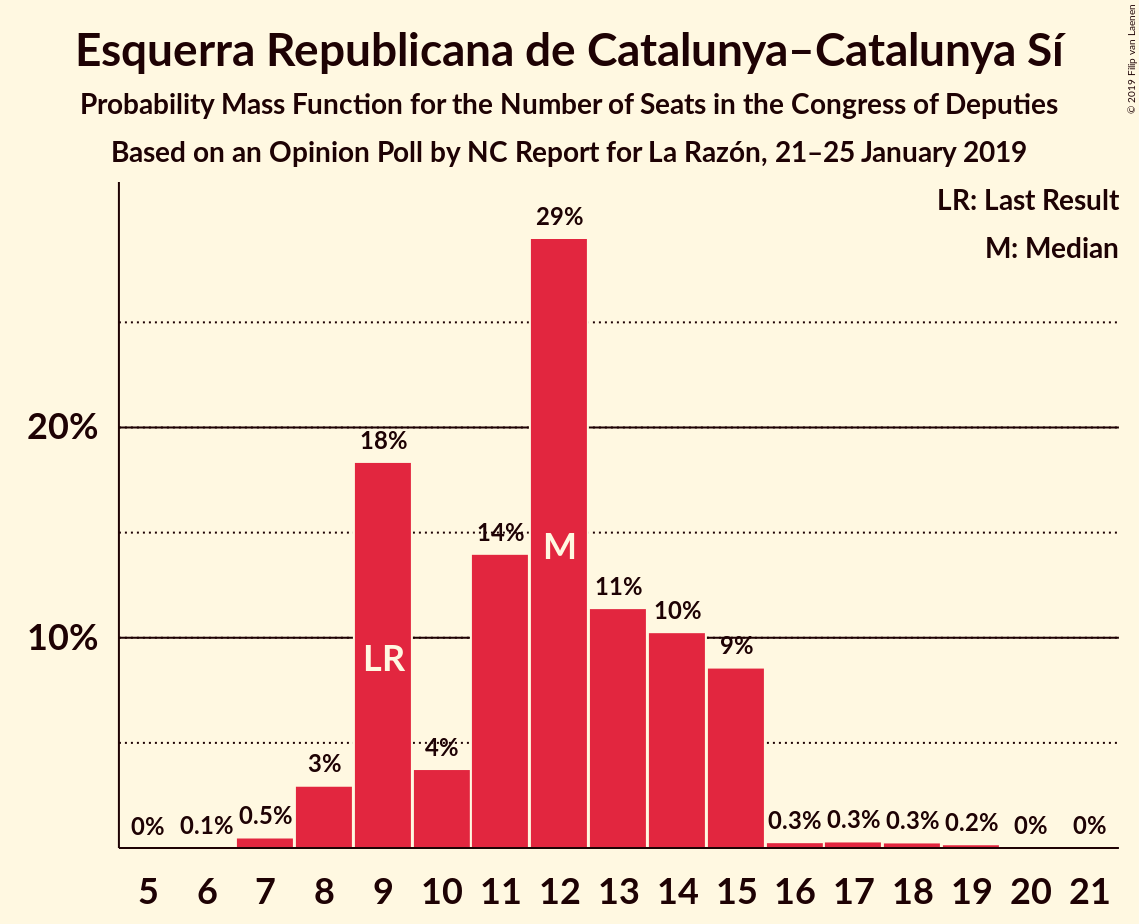 Esquerra Republicana de Catalunya–Catalunya Sí
Probability Mass Function for the Number of Seats in the Congress of Deputies
Based on an Opinion Poll by NC Report for La Razón, 21–25 January 2019
© 2019 Filip van Laenen
LR: Last Result
M: Median
20%
10%
0% 0.1% 0.5% 3% 18% 4% 14% 29% 11% 10% 9% 0.3% 0.3% 0.3% 0.2% 0% 0%
LR M
5 6 7 8 9 10 11 12 13 14 15 16 17 18 19 20 21